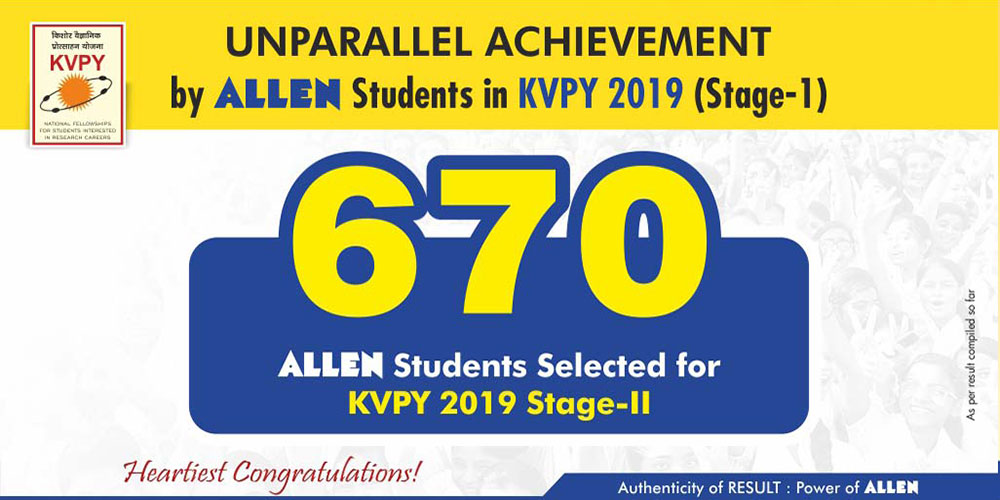 किशोर वैज्ञानिक
प्रोत्साहन योजना
KVPY
NATIONAL FELLOWSHIPS
FOR STUDENTS INTERESTED
IN RESEARCH CAREERS
UNPARALLEL ACHIEVEMENT
by ALLEN Students in KVPY 2019 (Stage-1)
670
ALLEN Students Selected for
KVPY 2019 Stage-II
As per result compiled so far
Heartiest Congratulations!
Authenticity of RESULT : Power of ALLEN